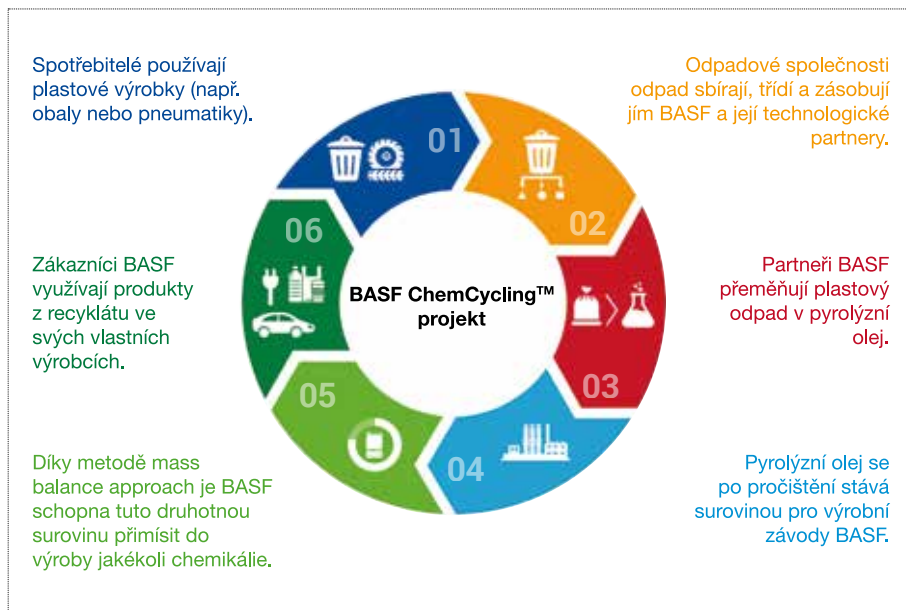 Spotřebitelé používají
plastové výrobky (např.
obaly nebo pneumatiky).
01
Odpadové společnosti
odpad sbírají, třídí a zásobují
jím BASF a její technologické
partnery.
02
Partneři BASF
přeměňují plastový
odpad v pyrolýzní
olej.
03
Pyrolýzní olej se
po pročištění stává
surovinou pro výrobní
závody BASF.
04
Díky metodě mass
balance approach je BASF
schopna tuto druhotnou
surovinu přimísit do
výroby jakékoli chemikálie.
05
Zákazníci BASF
využívají produkty
z recyklátu ve
svých vlastních
výrobcích.
06
BASF ChemCycling™
projekt